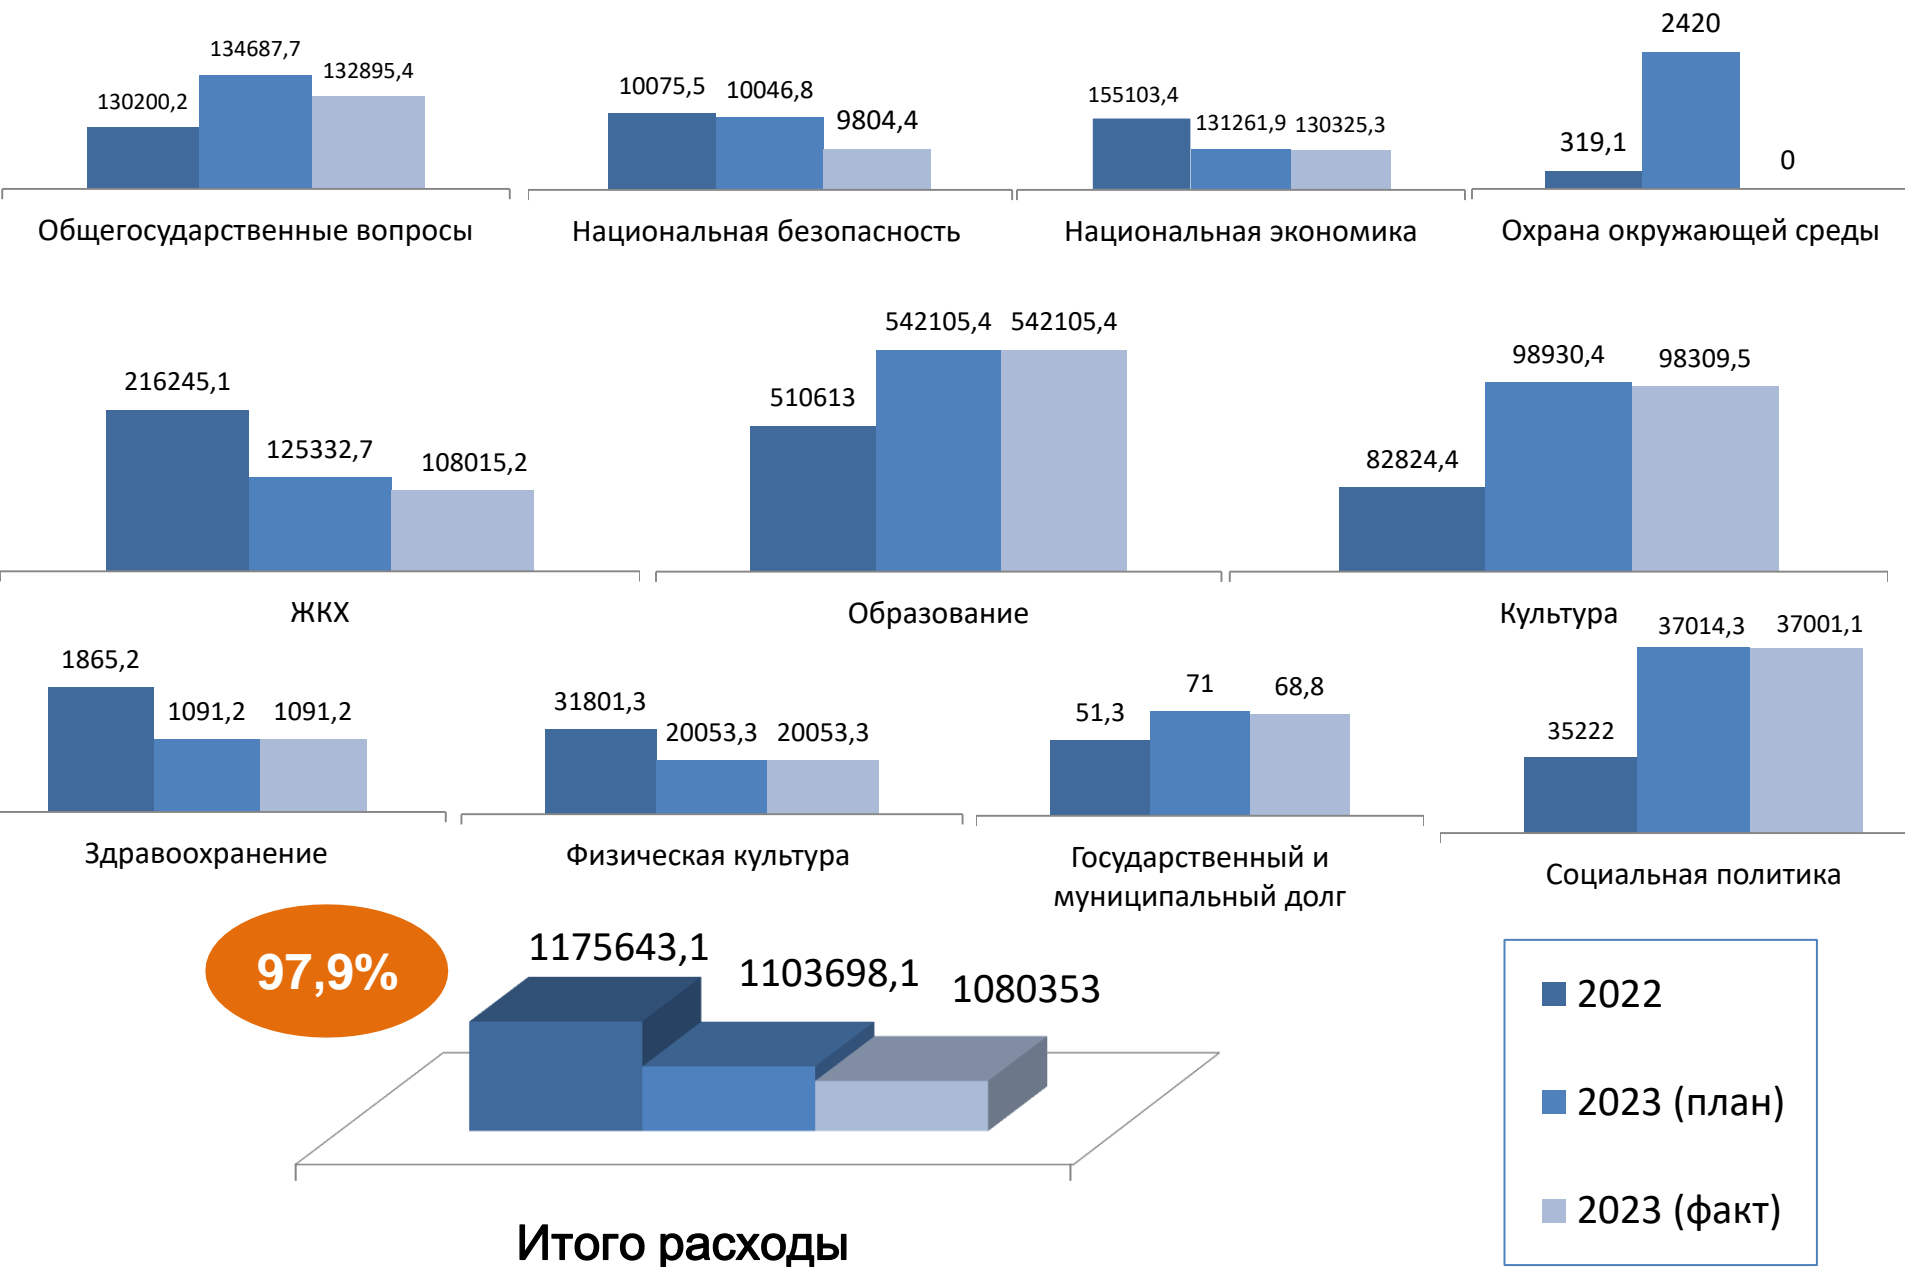 134687,7
132895,4
130200,2
Общегосударственные вопросы
10075,5
10046,8
9804,4
Национальная безопасность
155103,4
131261,9
130325,3
Национальная экономика
2420
319,1
0
Охрана окружающей среды
216245,1
125332,7
108015,2
ЖКХ
542105,4
542105,4
510613
Образование
98930,4
98309,5
82824,4
Культура
1865,2
1091,2
1091,2
Здравоохранение
31801,3
20053,3
20053,3
Физическая культура
51,3
71
68,8
Государственный и
муниципальный долг
37014,3
37001,1
35222
Социальная политика
97,9%
1175643,1
1103698,1
1080353
Итого расходы
2022
2023 (план)
2023 (факт)